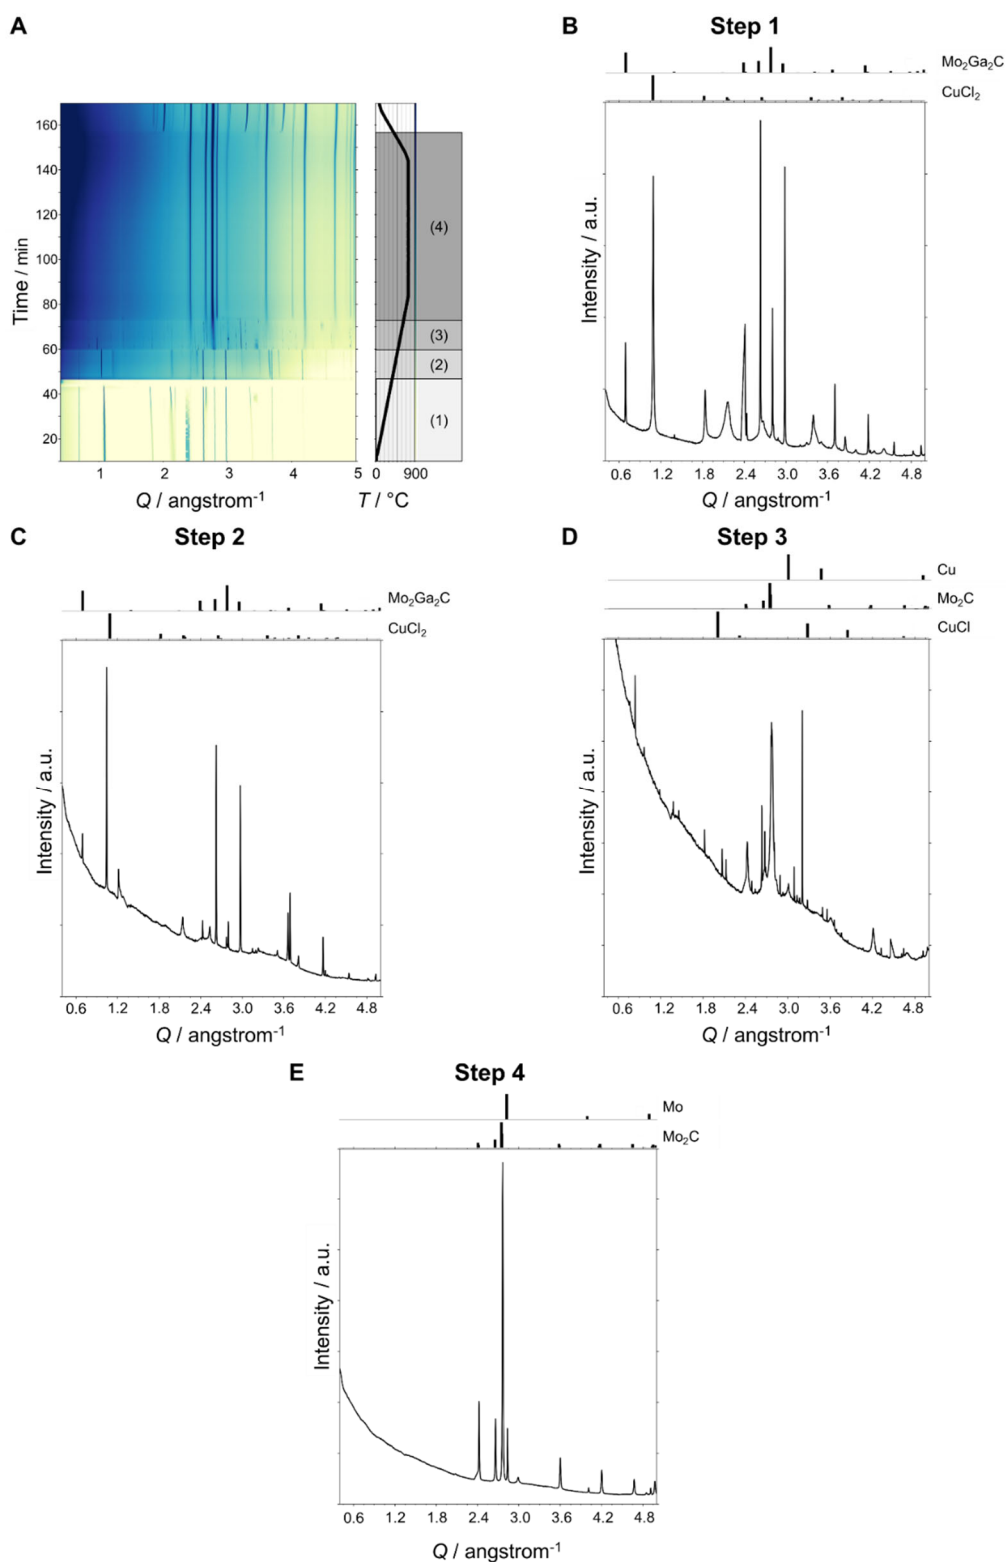 A
Time / min
160
140
120
100
80
60
40
20
1 2 3 4 5
Q / angstrom-1
(4)
(3)
(2)
(1)
0 900
T / °C
B
Step 1
Mo2Ga2C
CuCl2
Intensity / a.u.
0.6 1.2 1.8 2.4 3.0 3.6 4.2 4.8
Q / angstrom-1
C
Step 2
Mo2Ga2C
CuCl2
Intensity / a.u.
0.6 1.2 1.8 2.4 3.0 3.6 4.2 4.8
Q / angstrom-1
D
Step 3
Cu
Mo2C
CuCl
Intensity / a.u.
0.6 1.2 1.8 2.4 3.0 3.6 4.2 4.8
Q / angstrom-1
E
Step 4
Mo
Mo2C
Intensity / a.u.
0.6 1.2 1.8 2.4 3.0 3.6 4.2 4.8
Q / angstrom-1